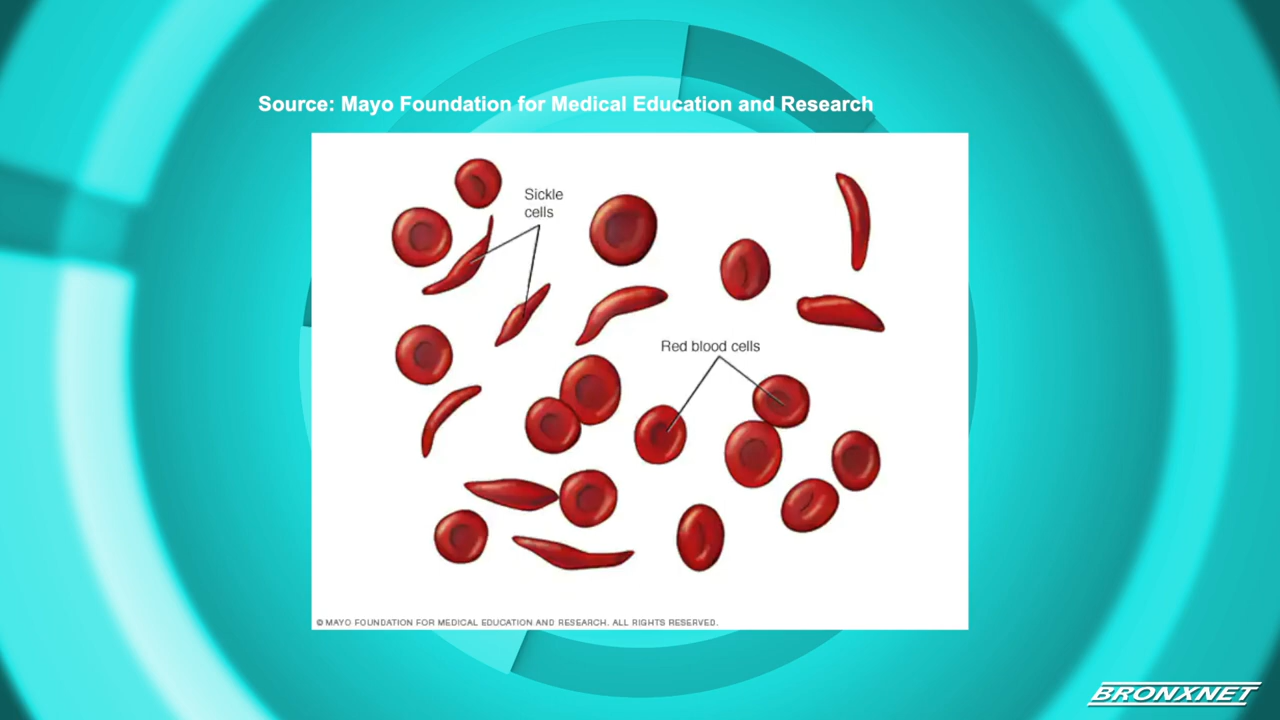 Source: Mayo Foundation for Medical Education and Research
Sickle
cells
Red blood cells
© MAYO FOUNDATION FOR MEDICAL EDUCATION AND RESEARCH. ALL RIGHTS RESERVED.
BRONXNET